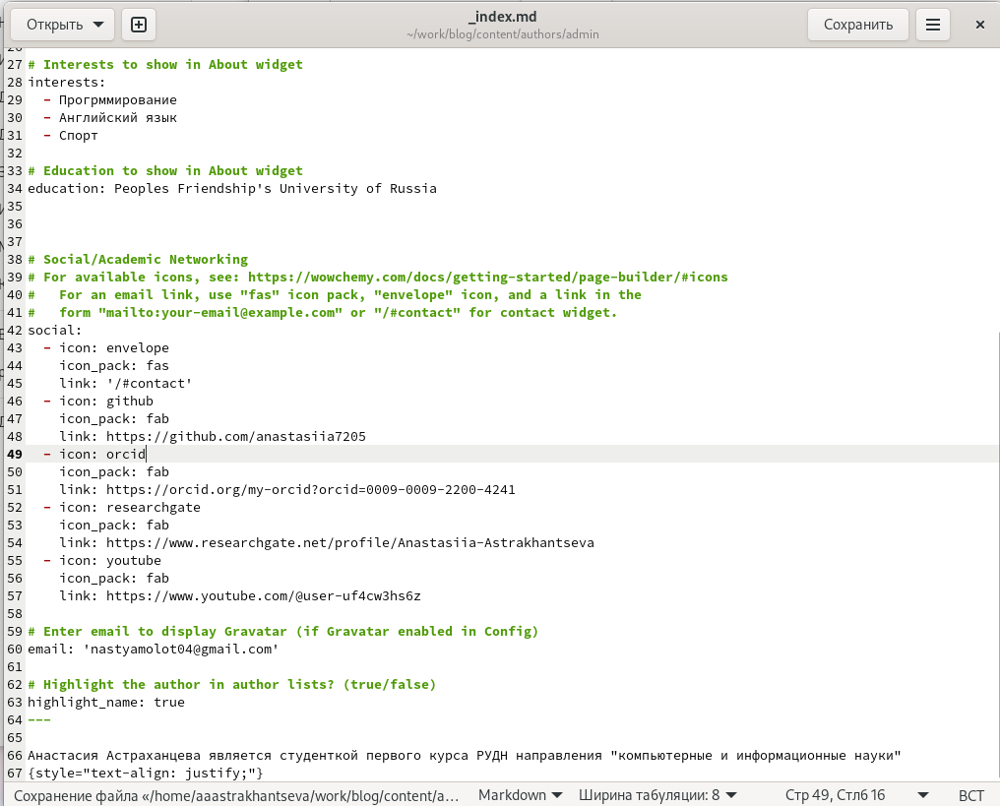 Открыть
_index.md
~/work/blog/content/authors/admin
Сохранить
26
27 # Interests to show in About widget
28 interests:
29   - Прогрммирование
30   - Английский язык
31   - Спорт
32
33 # Education to show in About widget
34 education: Peoples Friendship's University of Russia
35
36
37
38 # Social/Academic Networking
39 # For available icons, see: https://wowchemy.com/docs/getting-started/page-builder/#icons
40 #   For an email link, use "fas" icon pack, "envelope" icon, and a link in the
41 #   form "mailto:your-email@example.com" or "/#contact" for contact widget.
42 social:
43   - icon: envelope
44     icon_pack: fas
45     link: '/#contact'
46   - icon: github
47     icon_pack: fab
48     link: https://github.com/anastasiia7205
49   - icon: orcid
50     icon_pack: fab
51     link: https://orcid.org/my-orcid?orcid=0009-0009-2200-4241
52   - icon: researchgate
53     icon_pack: fab
54     link: https://www.researchgate.net/profile/Anastasiia-Astrakhantseva
55   - icon: youtube
56     icon_pack: fab
57     link: https://www.youtube.com/@user-uf4cw3hs6z
58
59 # Enter email to display Gravatar (if Gravatar enabled in Config)
60 email: 'nastyamolot04@gmail.com'
61
62 # Highlight the author in author lists? (true/false)
63 highlight_name: true
64 ---
65
66 Анастасия Астраханцева является студенткой первого курса РУДН направления "компьютерные и информационные науки"
67 {style="text-align: justify;"}
Сохранение файла «/home/aaastrakhantseva/work/blog/content/a… Markdown Ширина табуляции: 8 Стр 49, Стлб 16 ВСТ